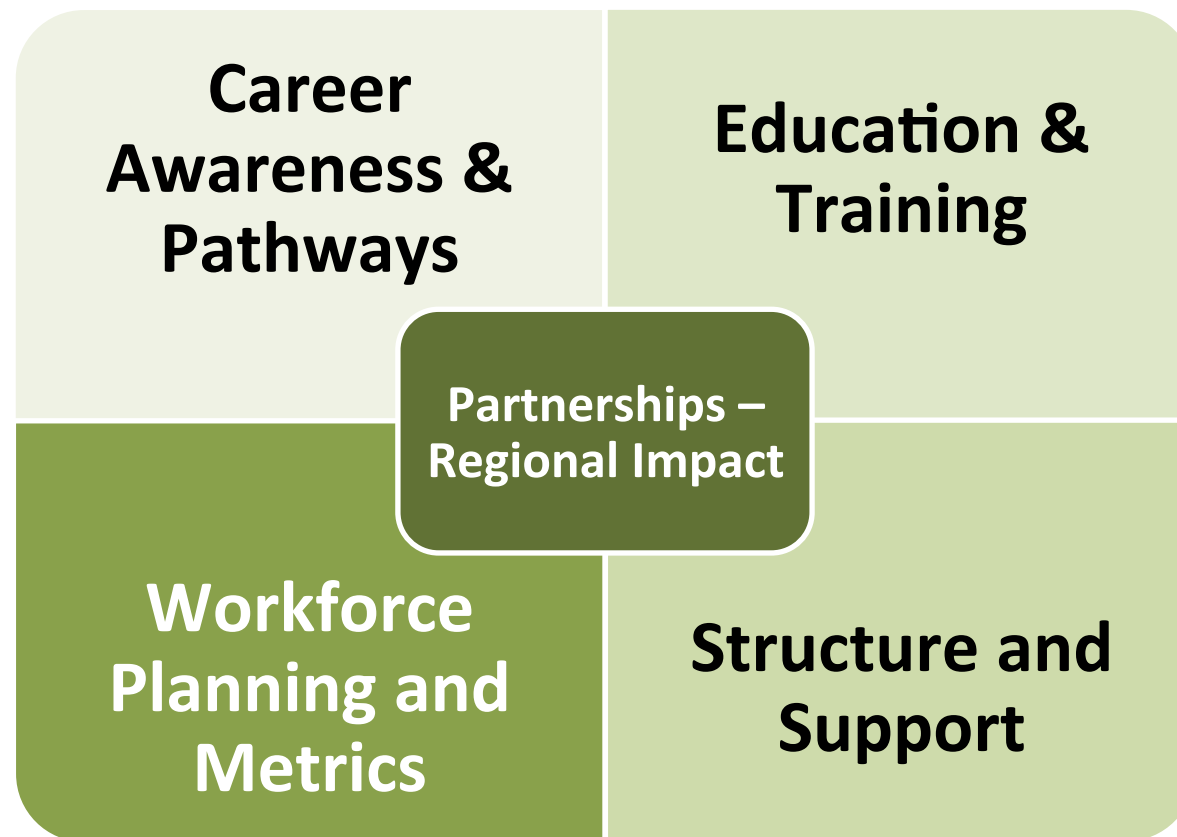 Career
Awareness &
Pathways
Education &
Training
Partnerships –
Regional Impact
Workforce
Planning and
Metrics
Structure and
Support